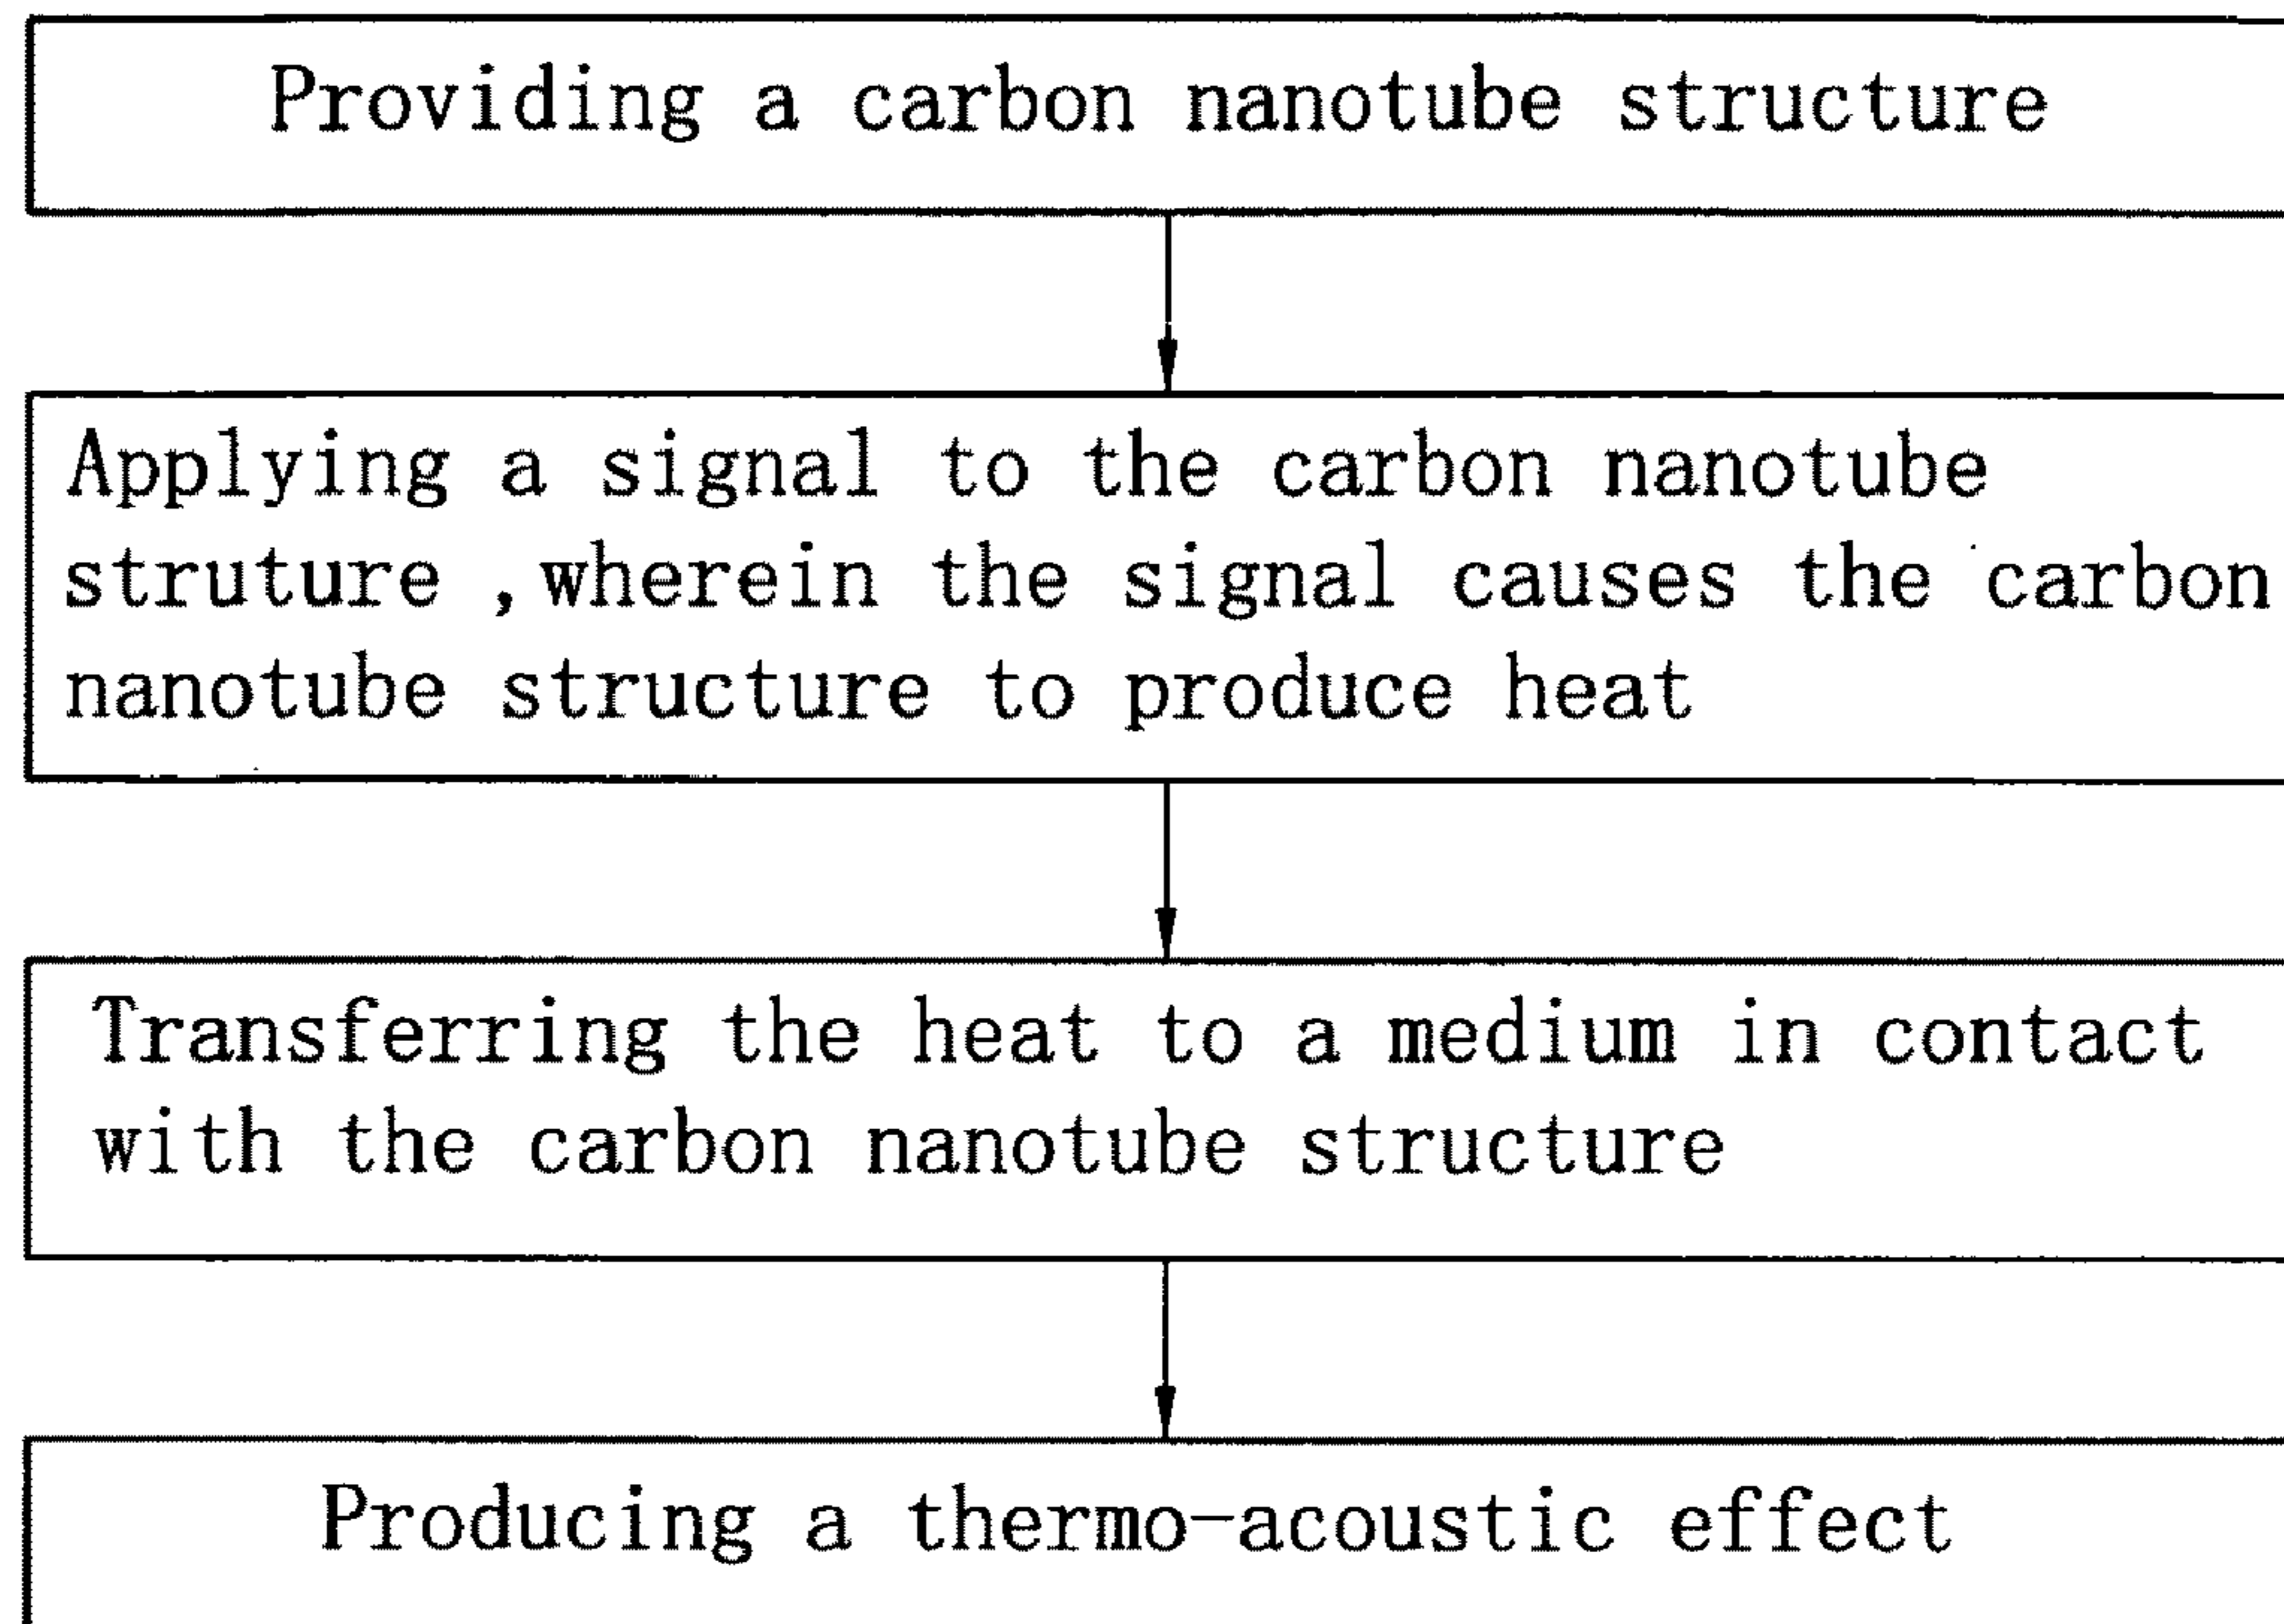 Providing a carbon nanotube structure
Applying a signal to the carbon nanotube
struture ,wherein the signal causes the carbon
nanotube structure to produce heat
Transferring the heat to a medium in contact
with the carbon nanotube structure
Producing a thermo-acoustic effect